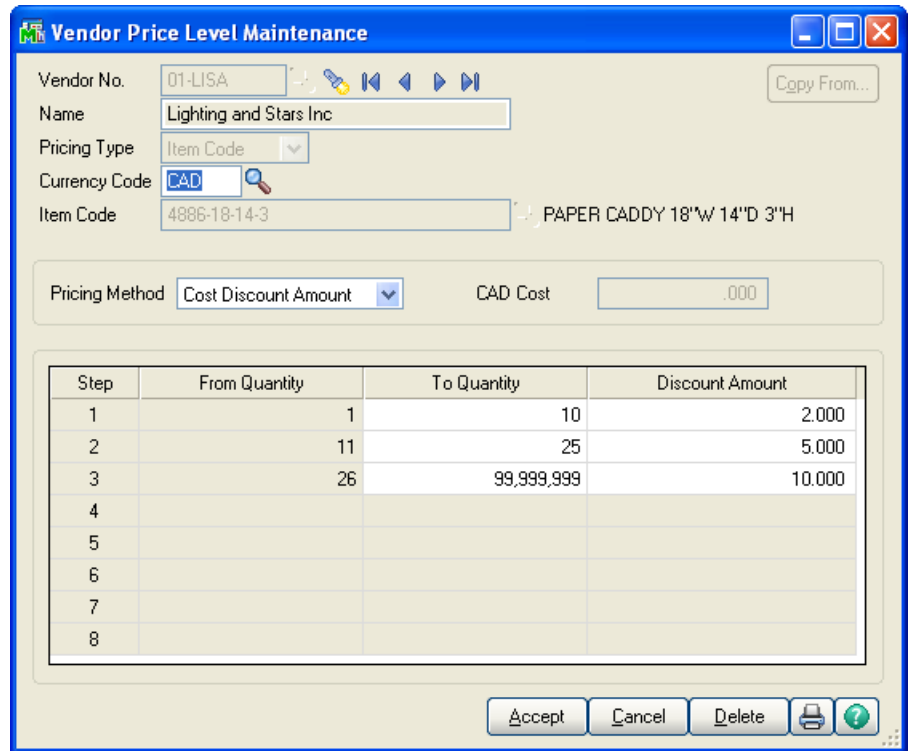 Vendor Price Level Maintenance
Vendor No. 01-LISA Copy From...
Name Lighting and Stars Inc
Pricing Type Item Code
Currency Code CAD
Item Code 4886-18-14-3 PAPER CADDY 18"W 14"D 3"H
Pricing Method Cost Discount Amount CAD Cost .000
Step From Quantity To Quantity Discount Amount
1 1 10 2.000
2 11 25 5.000
3 26 99,999,999 10.000
4
5
6
7
8
Accept Cancel Delete